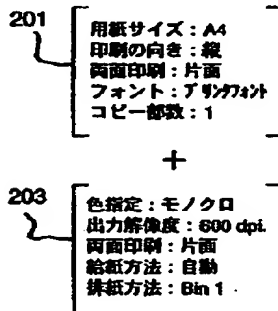 201
用紙サイズ：A4
印刷の向き：縦
両面印刷：片面
フォント：プリンタフォント
コピー部数：1
+
203
色指定：モノクロ
出力解像度：600 dpi.
両面印刷：片面
給紙方法：自動
排紙方法：Bin 1